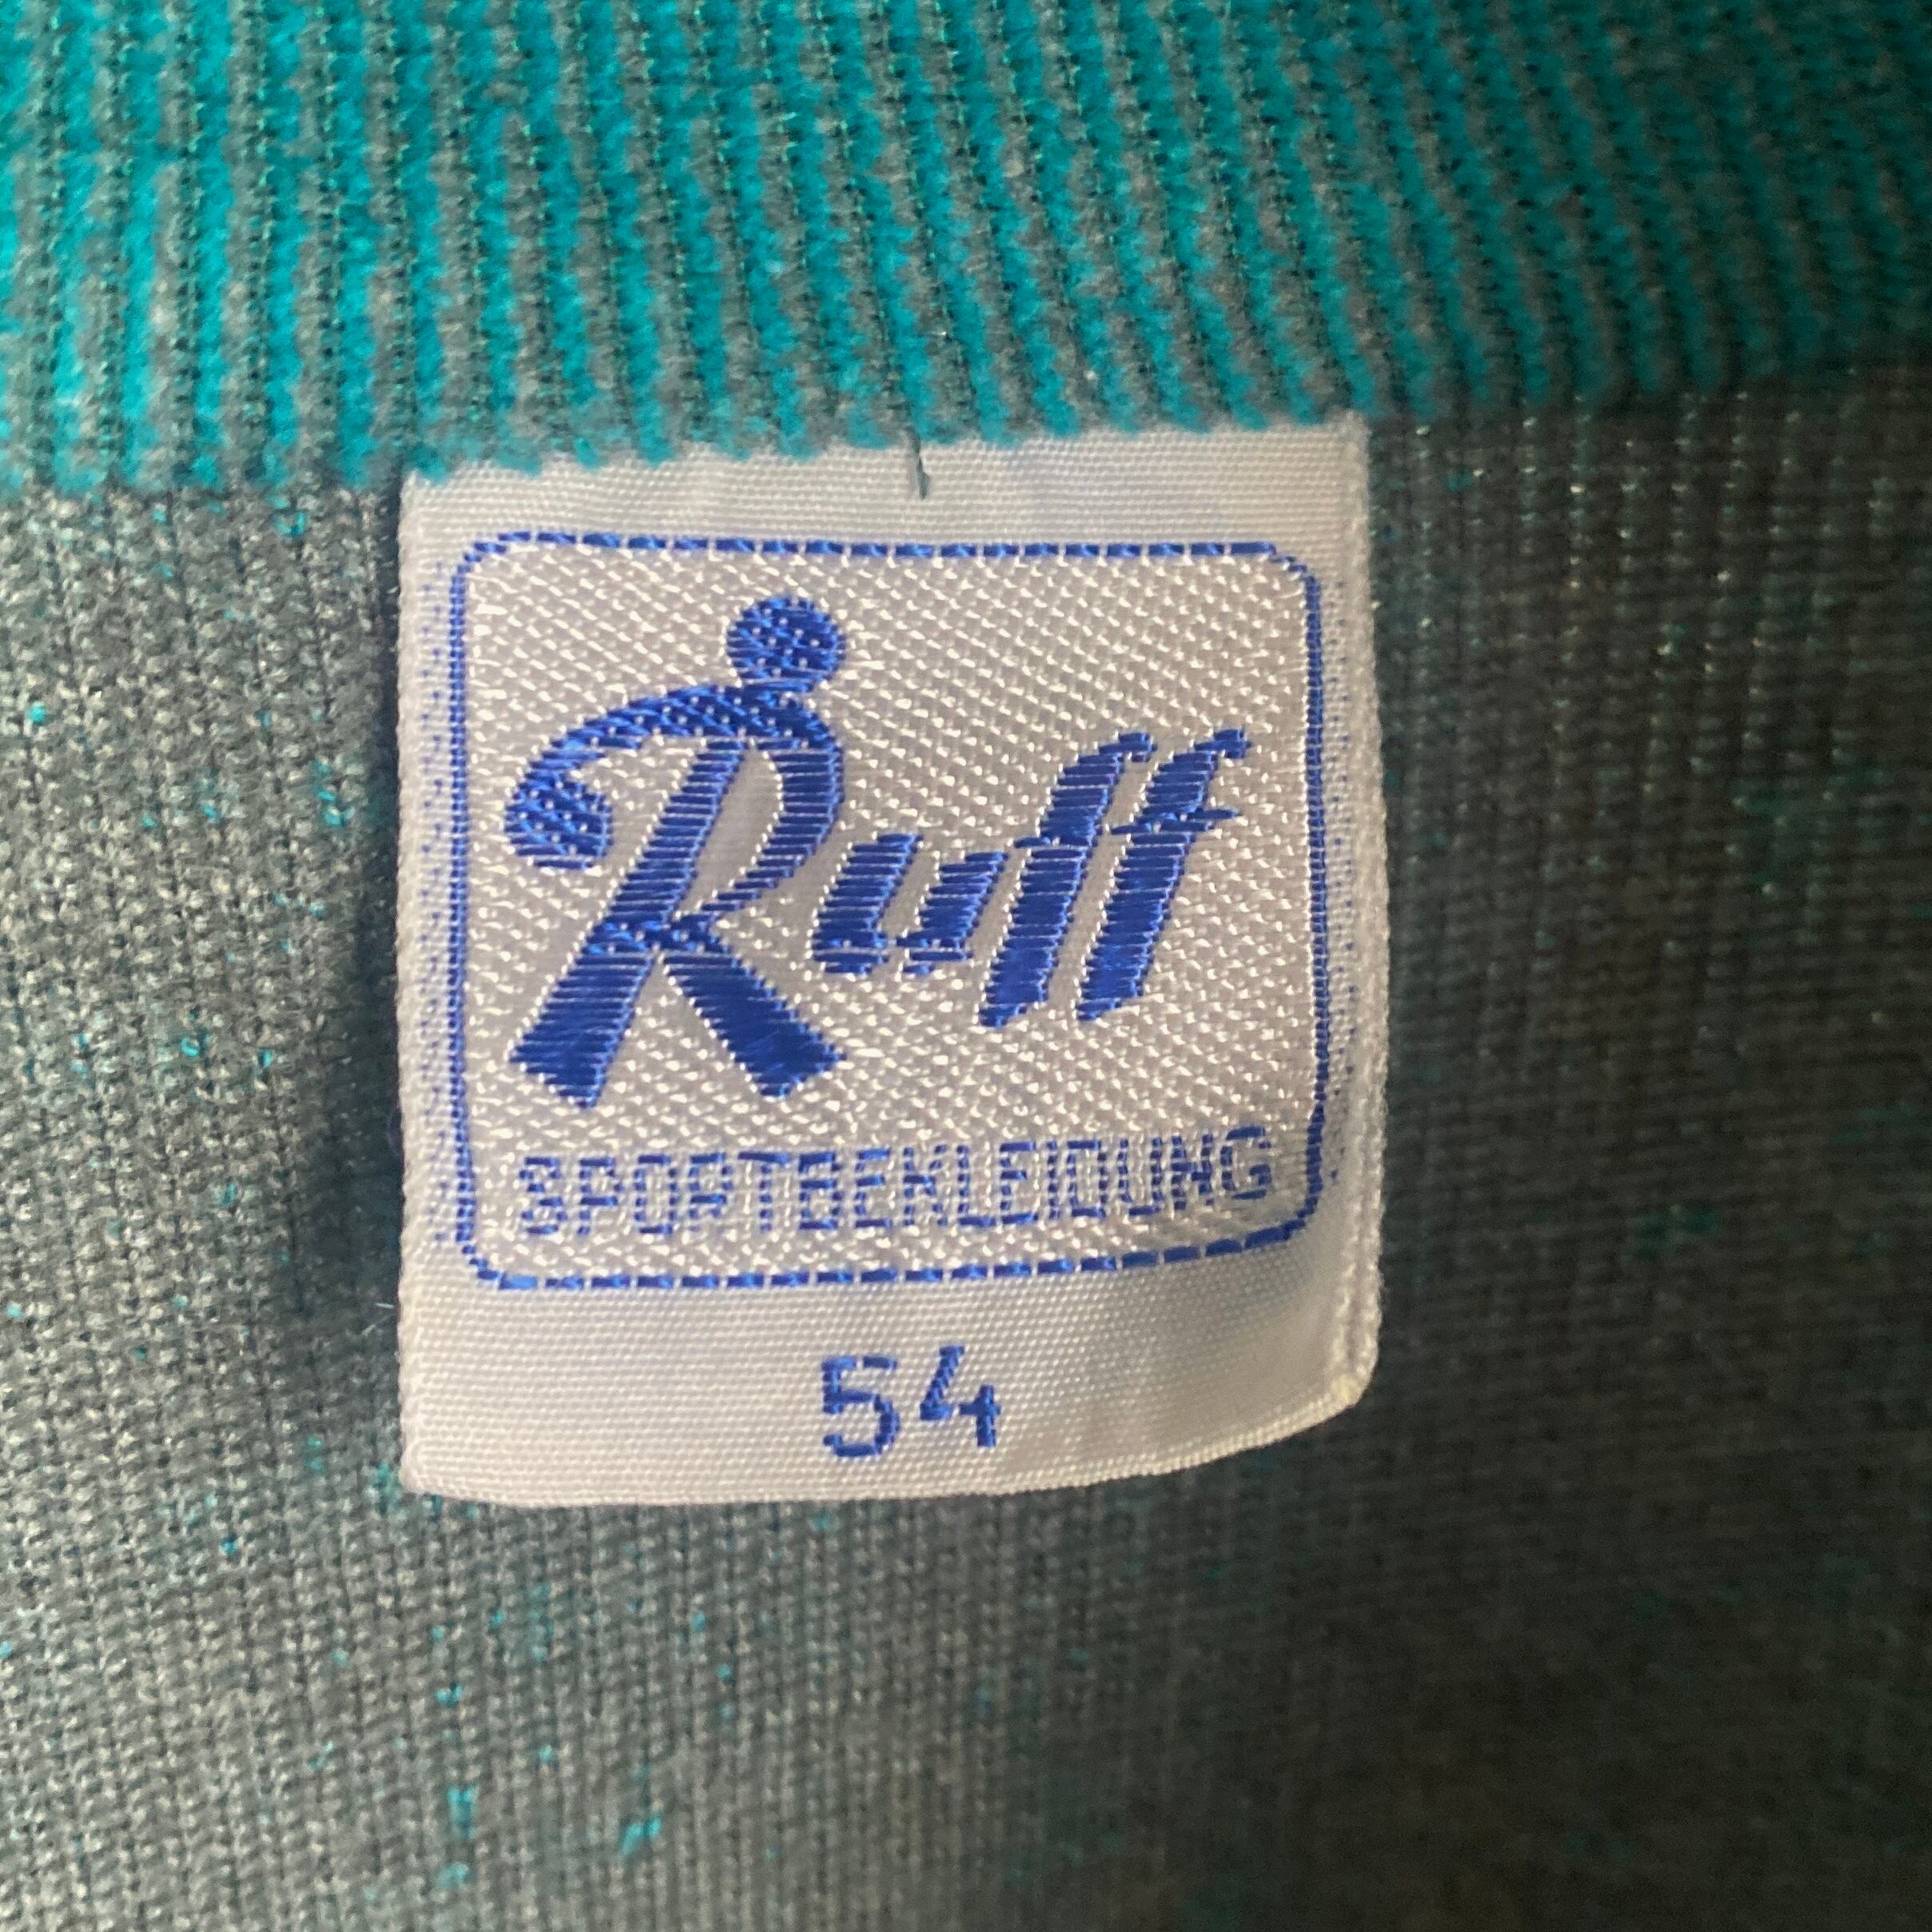 Ruff
SPORTBEKLEIDUNG
54